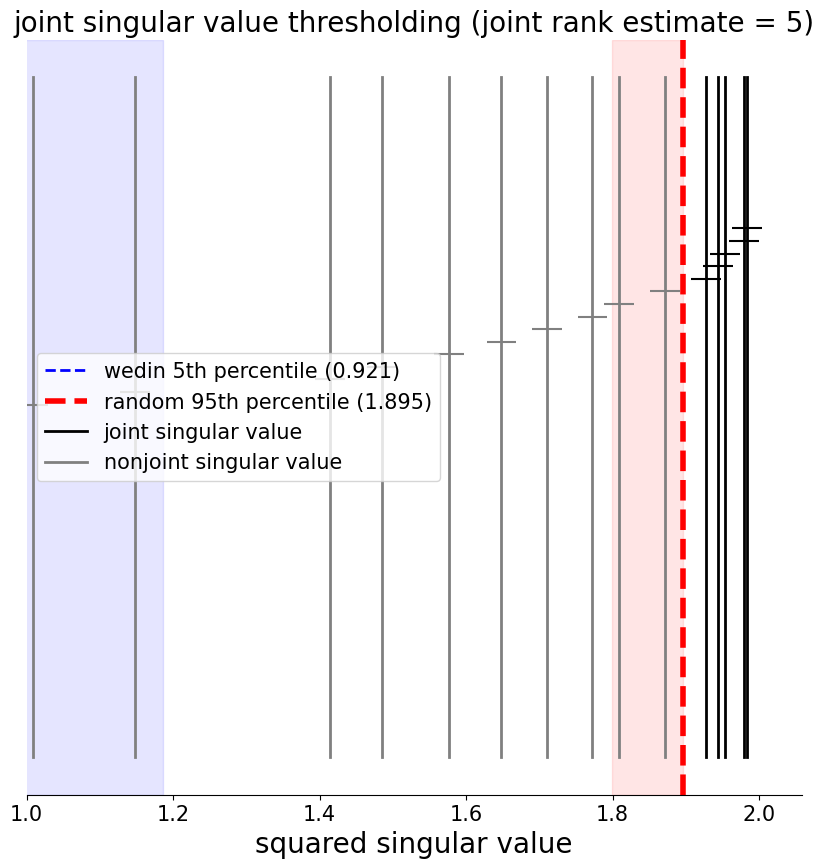 joint singular value thresholding (joint rank estimate = 5)
wedin 5th percentile (0.921)
random 95th percentile (1.895)
joint singular value
nonjoint singular value
1.0 1.2 1.4 1.6 1.8 2.0
squared singular value